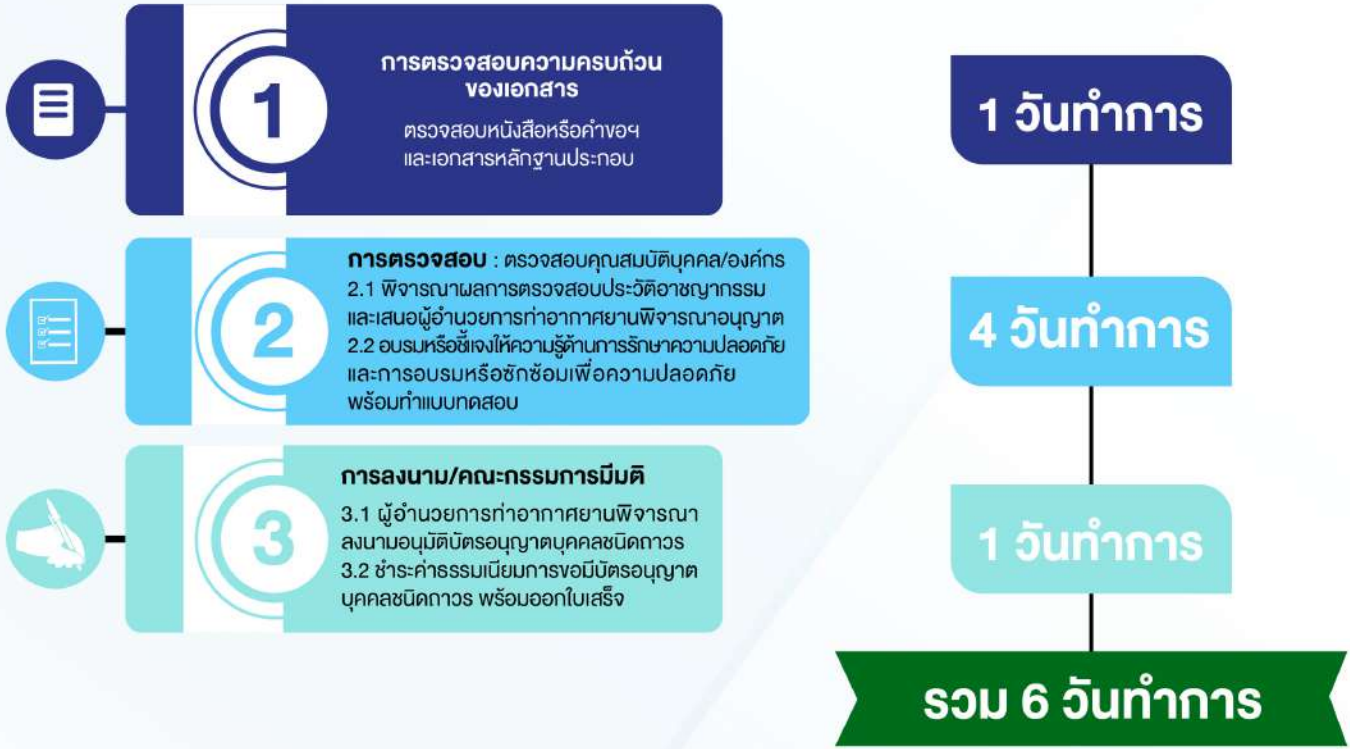 1
การตรวจสอบความครบถ้วน
ของเอกสาร
ตรวจสอบหนังสือหรือคำขอฯ
และเอกสารหลักฐานประกอบ
1 วันทำการ
2
การตรวจสอบ : ตรวจสอบคุณสมบัติบุคคล/องค์กร
2.1 พิจารณาผลการตรวจสอบประวัติอาชญากรรม
และเสนอผู้อำนวยการท่าอากาศยานพิจารณาอนุญาต
2.2 อบรมหรือชี้แจงให้ความรู้ด้านการรักษาความปลอดภัย
และการอบรมหรือซักซ้อมเพื่อความปลอดภัย
พร้อมทำแบบทดสอบ
4 วันทำการ
3
การลงนาม/คณะกรรมการมีมติ
3.1 ผู้อำนวยการท่าอากาศยานพิจารณา
ลงนามอนุมัติบัตรอนุญาตบุคคลชนิดถาวร
3.2 ชำระค่าธรรมเนียมการขอมีบัตรอนุญาต
บุคคลชนิดถาวร พร้อมออกใบเสร็จ
1 วันทำการ
รวม 6 วันทำการ